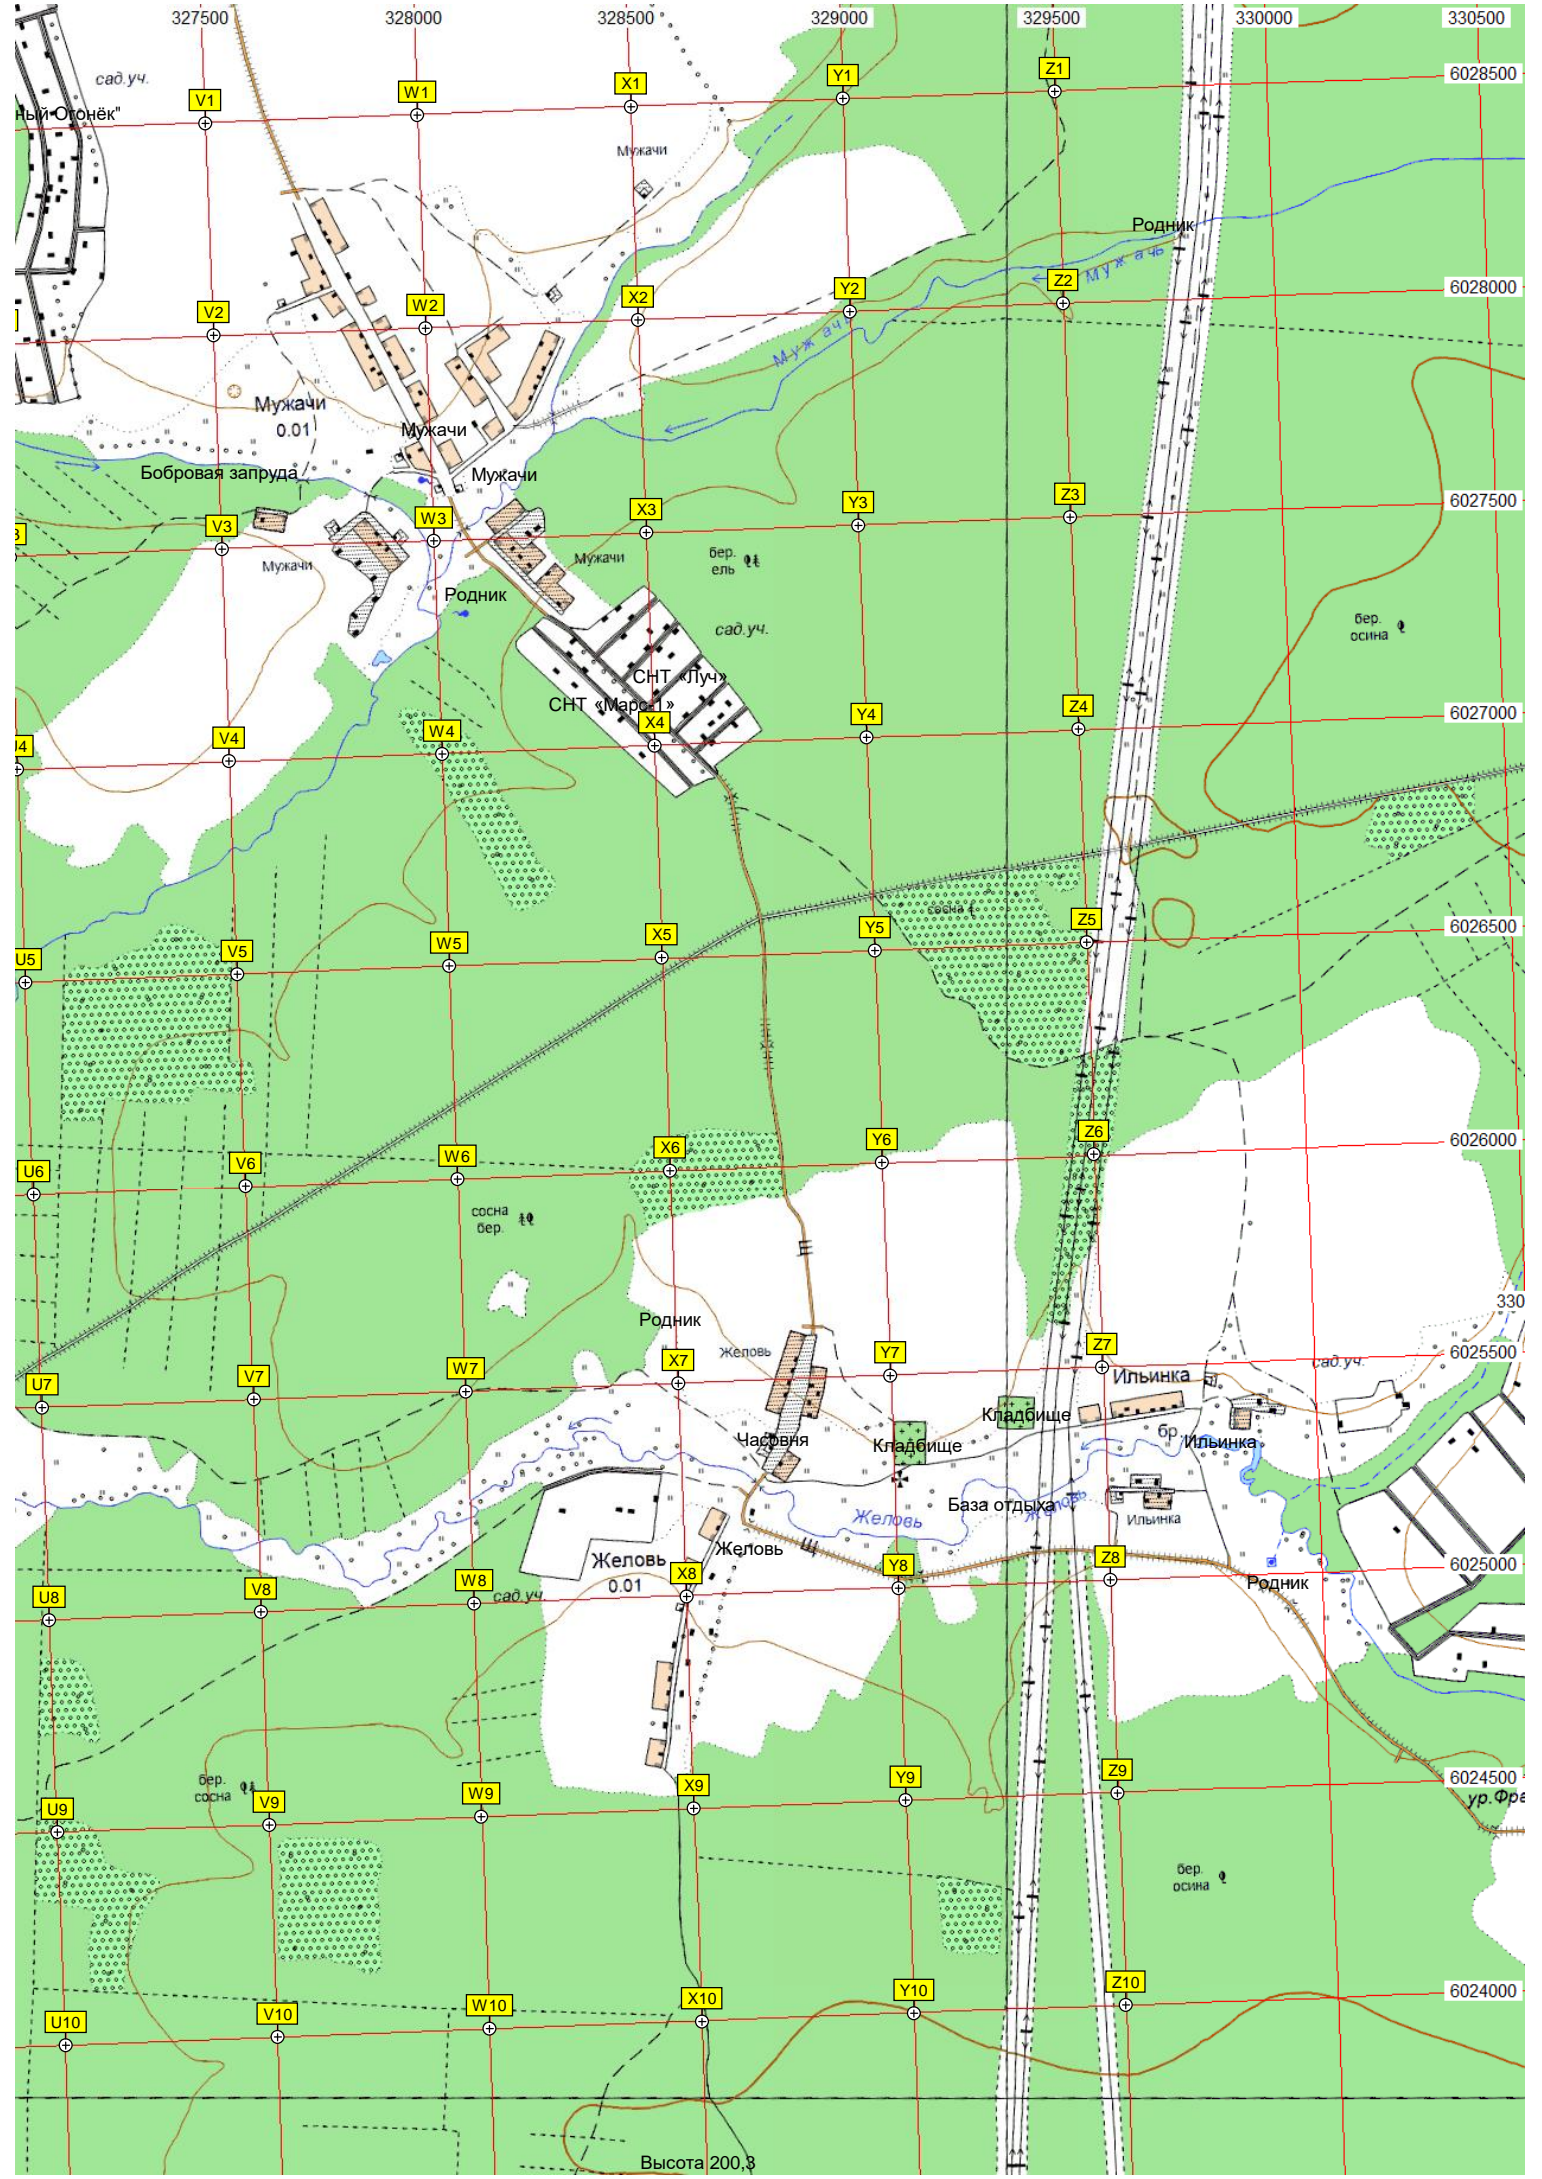 327500 328000 328500 329000 329500 330000 330500
сад.уч.
Z1
6028500
Y1
X1
W1
V1
ный Огонёк"
Мужачи
Родник
Мужачь
Z2
6028000
Y2
X2
W2
V2
Мужачь
Мужачи
0.01
Мужачи
Бобровая запруда
Мужачи
Z3
6027500
Y3
X3
W3
V3
3
Мужачи
Мужачи
бер.
ель
Родник
сад.уч.
бер.
осина
СНТ «Луч»
СНТ «Марс-1»
Z4
6027000
Y4
X4
W4
V4
J4
сосна
Z5
6026500
Y5
X5
W5
V5
U5
Z6
6026000
Y6
X6
W6
V6
U6
сосна
бер.
Щ
330
Родник
Желовь
Z7
6025500
сад.уч.
Y7
X7
W7
V7
U7
Ильинка
Кладбище
Часовня
Кладбище
бр.
Ильинка
База отдыха
Желовь
Желовь
Ильинка
Желовь
0.01
Желовь
Щ
Z8
6025000
Y8
X8
W8
V8
U8
сад.уч.
Родник
Z9
6024500
Y9
X9
W9
V9
U9
бер.
сосна
ур.Фра
бер.
осина
Z10
6024000
Y10
X10
W10
V10
U10
Высота 200,3